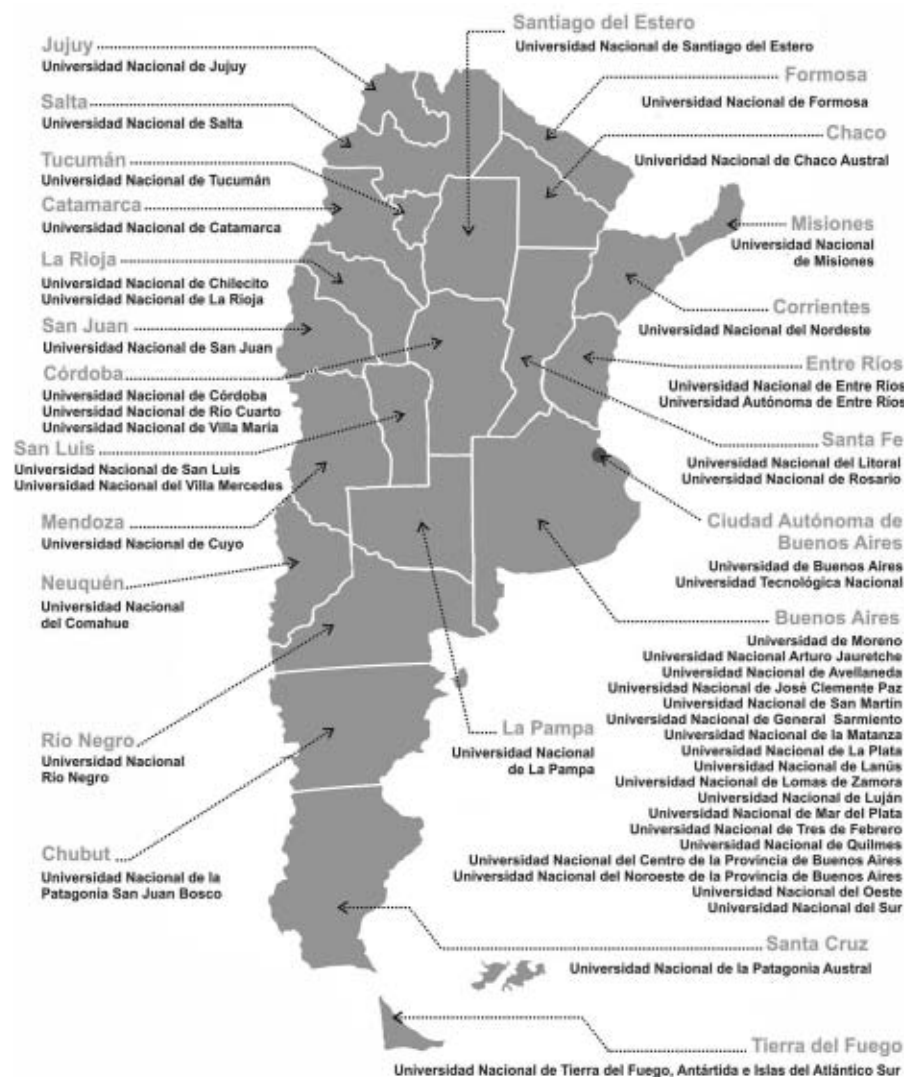 Jujuy
Universidad Nacional de Jujuy
Salta
Universidad Nacional de Salta
Tucumán
Universidad Nacional de Tucumán
Catamarca
Universidad Nacional de Catamarca
La Rioja
Universidad Nacional de Chilecito
Universidad Nacional de La Rioja
San Juan
Universidad Nacional de San Juan
Córdoba
Universidad Nacional de Córdoba
Universidad Nacional de Río Cuarto
Universidad Nacional de Villa María
San Luis
Universidad Nacional de San Luis
Universidad Nacional del Villa Mercedes
Mendoza
Universidad Nacional de Cuyo
Neuquén
Universidad Nacional
del Comahue
Río Negro
Universidad Nacional
Río Negro
Chubut
Universidad Nacional de la
Patagonia San Juan Bosco
Santiago del Estero
Universidad Nacional de Santiago del Estero
Formosa
Universidad Nacional de Formosa
Chaco
Univeridad Nacional de Chaco Austral
Misiones
Universidad Nacional
de Misiones
Corrientes
Universidad Nacional del Nordeste
Entre Ríos
Universidad Nacional de Entre Ríos
Universidad Autónoma de Entre Ríos
Santa Fe
Universidad Nacional del Litoral
Universidad Nacional de Rosario
Ciudad Autónoma de
Buenos Aires
Universidad de Buenos Aires
Universidad Tecnológica Nacional
Buenos Aires
Universidad de Moreno
Universidad Nacional Arturo Jauretche
Universidad Nacional de Avellaneda
Universidad Nacional de José Clemente Paz
Universidad Nacional de San Martín
Universidad Nacional de General Sarmiento
Universidad Nacional de la Matanza
Universidad Nacional de La Plata
Universidad Nacional de Lanús
Universidad Nacional de Lomas de Zamora
Universidad Nacional de Luján
Universidad Nacional de Mar del Plata
Universidad Nacional de Tres de Febrero
Universidad Nacional de Quilmes
Universidad Nacional del Centro de la Provincia de Buenos Aires
Universidad Nacional del Noroeste de la Provincia de Buenos Aires
Universidad Nacional del Oeste
Universidad Nacional del Sur
La Pampa
Universidad Nacional
de La Pampa
Santa Cruz
Universidad Nacional de la Patagonia Austral
Tierra del Fuego
Universidad Nacional de Tierra del Fuego, Antártida e Islas del Atlántico Sur